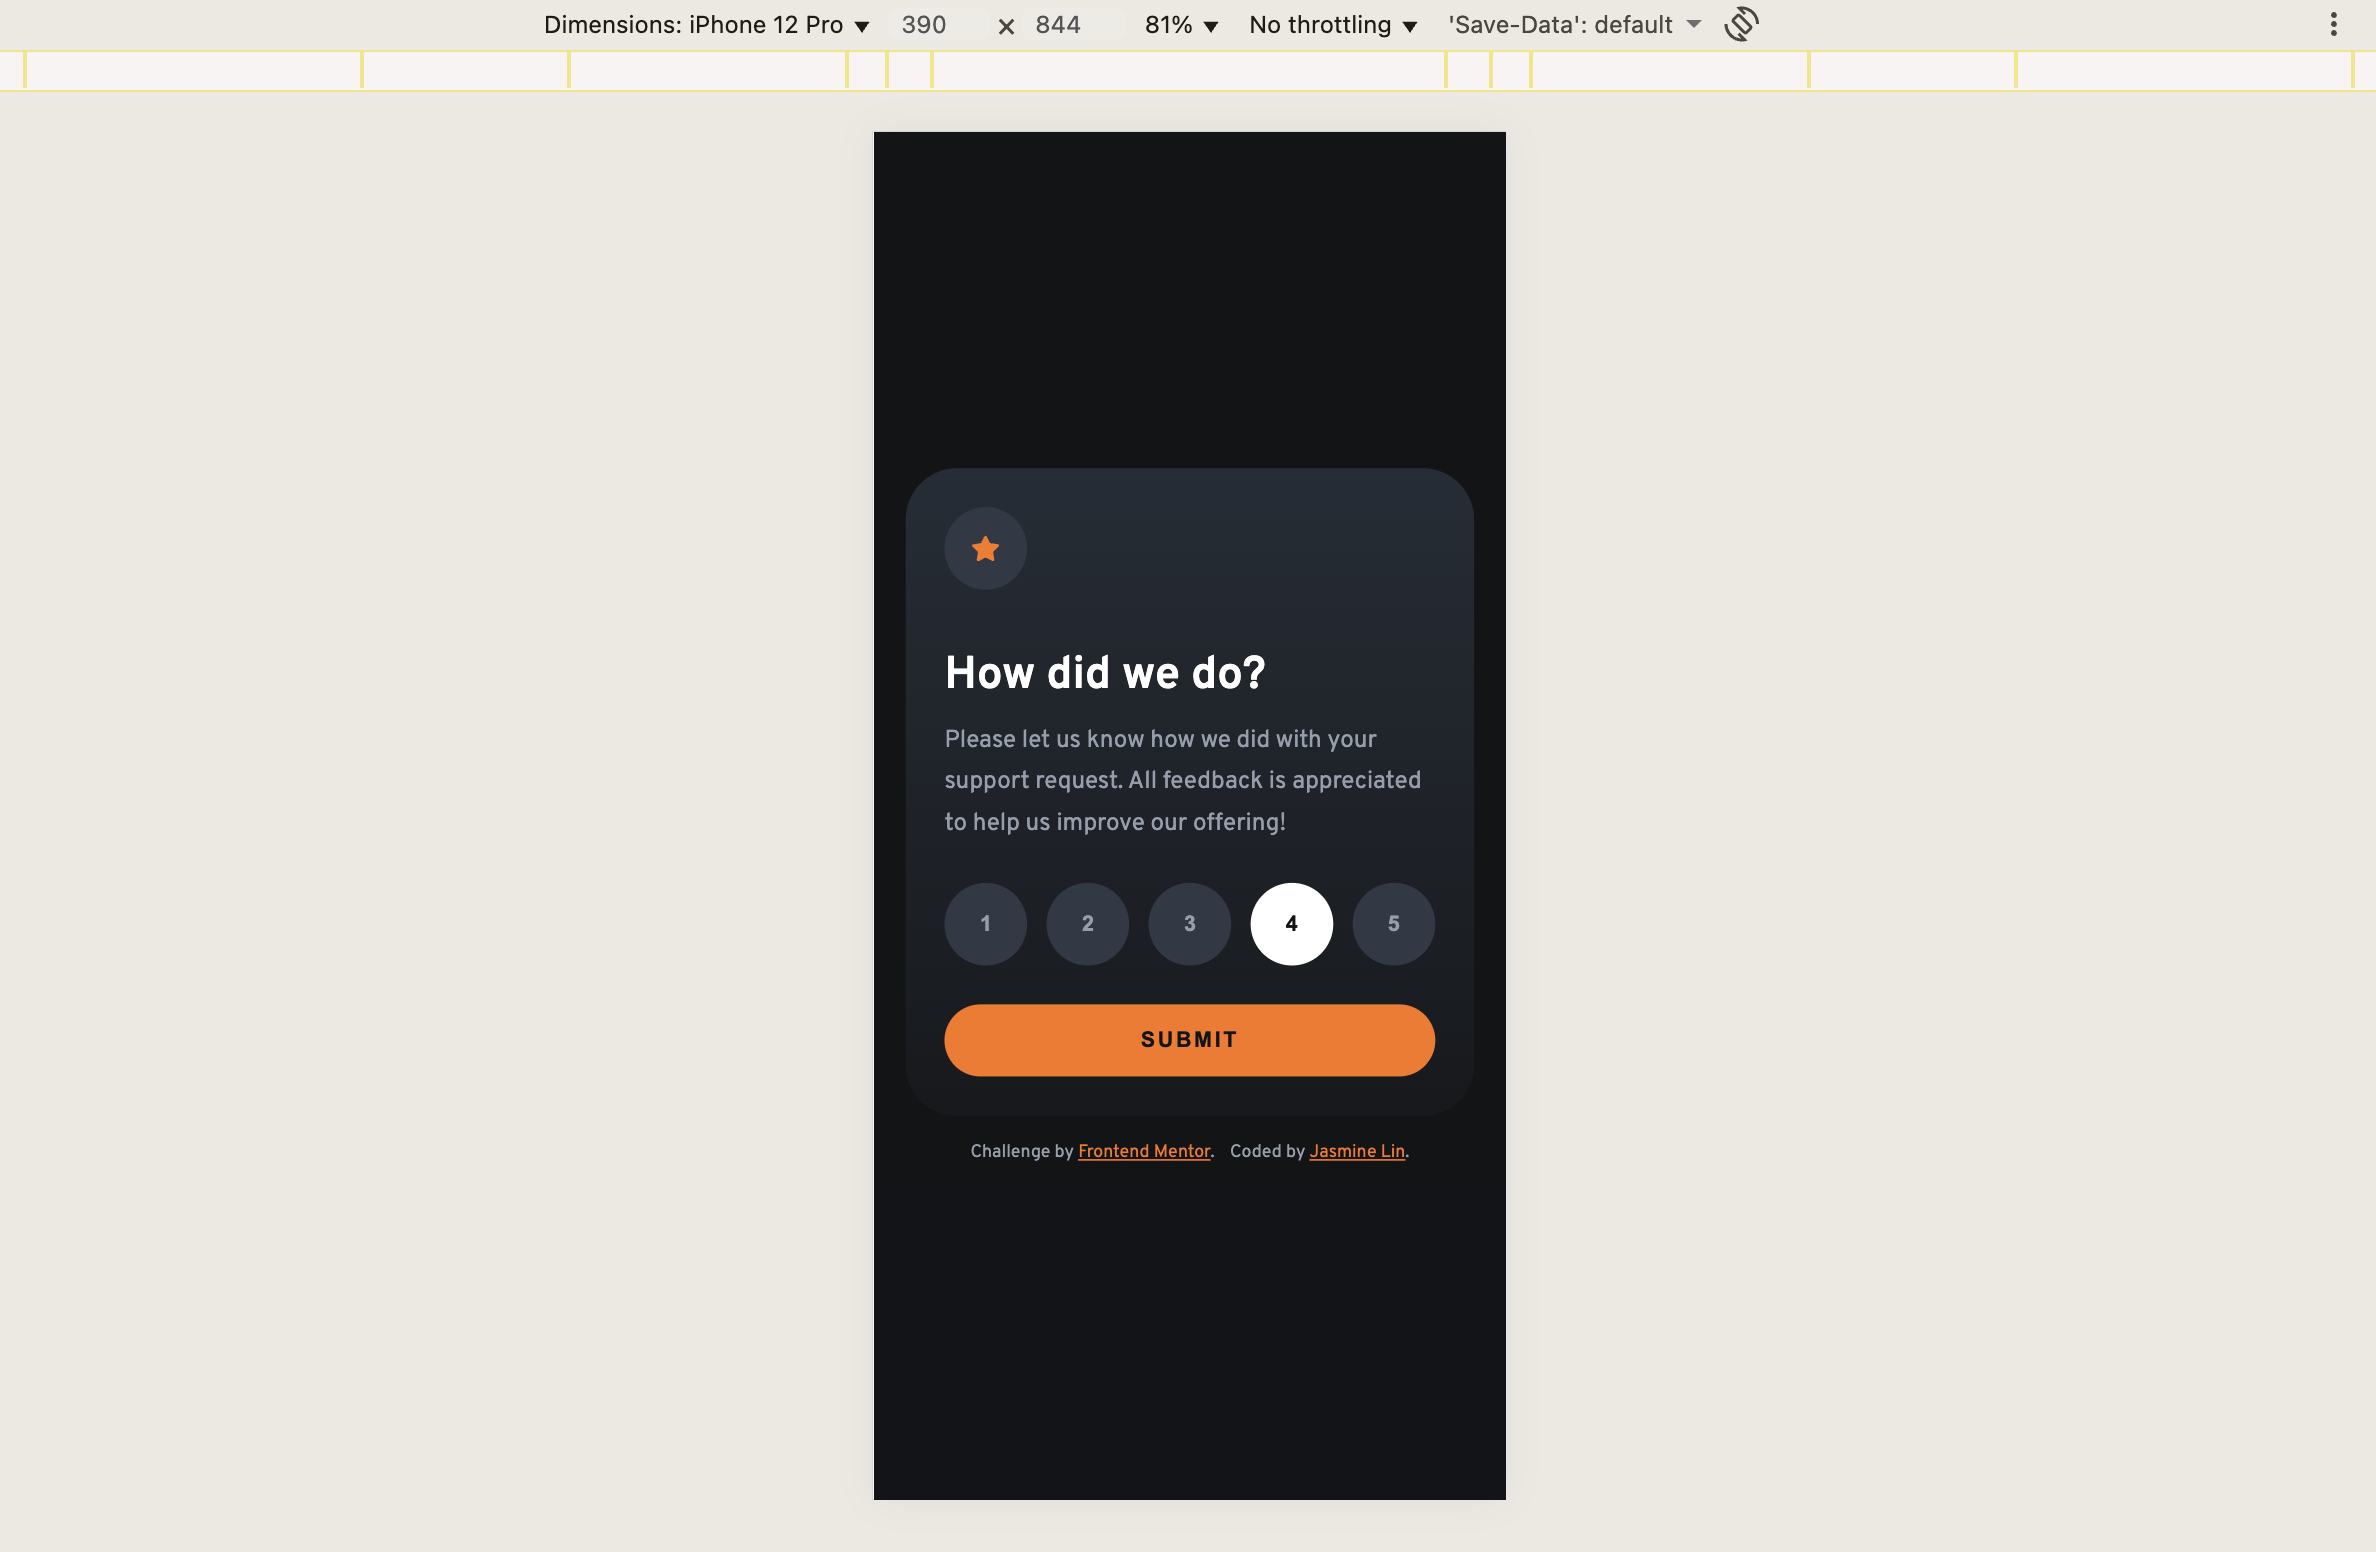 Dimensions: iPhone 12 Pro 390 × 844 81% No throttling 'Save-Data': default
How did we do?
Please let us know how we did with your
support request. All feedback is appreciated
to help us improve our offering!
1 2 3 4 5
SUBMIT
Challenge by Frontend Mentor. Coded by Jasmine Lin.